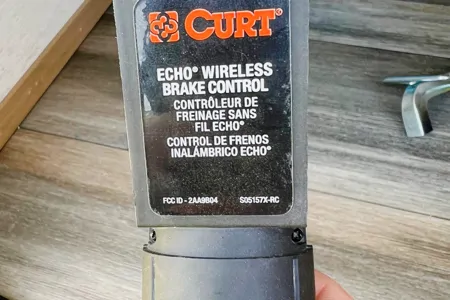 CURT
ECHO® WIRELESS
BRAKE CONTROL
CONTRÔLEUR DE
FREINAGE SANS
FIL ECHO®
CONTROL DE FRENOS
INALÁMBRICO ECHO®
FCC ID - 2AA9B04 S05157X-RC